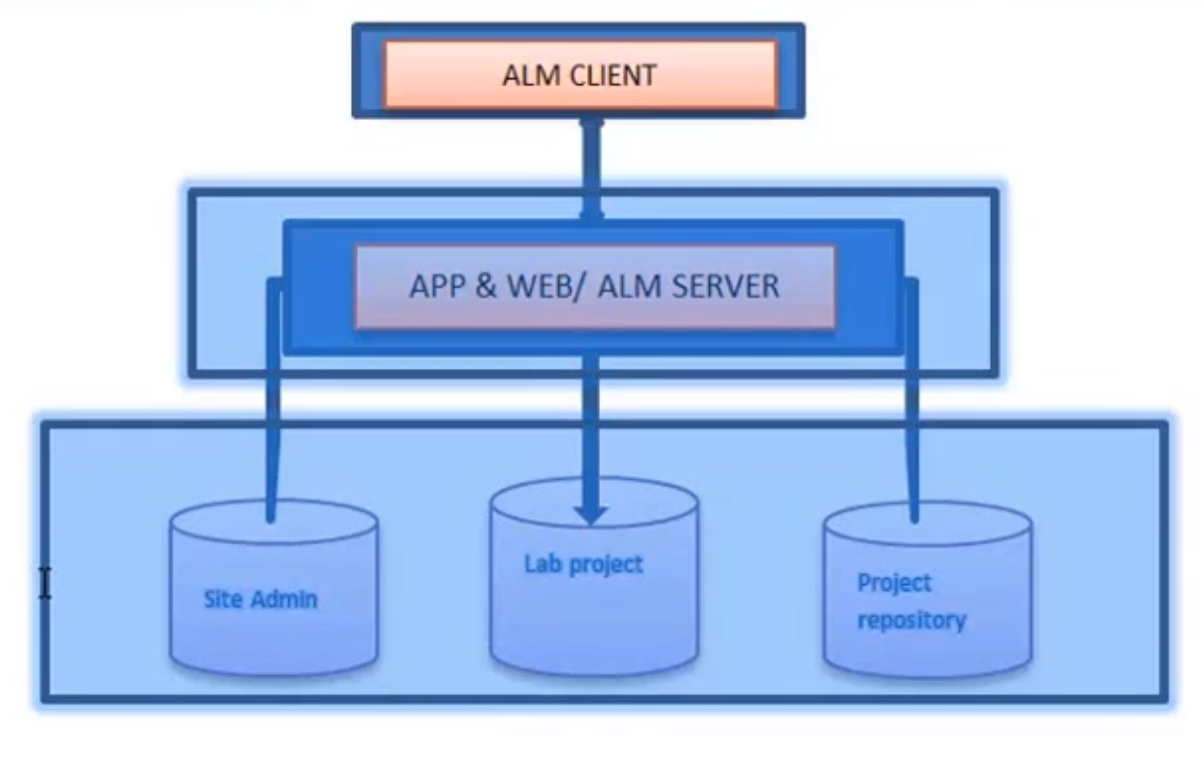 ALM CLIENT
APP & WEB/ ALM SERVER
Site Admin
Lab project
Project
repository